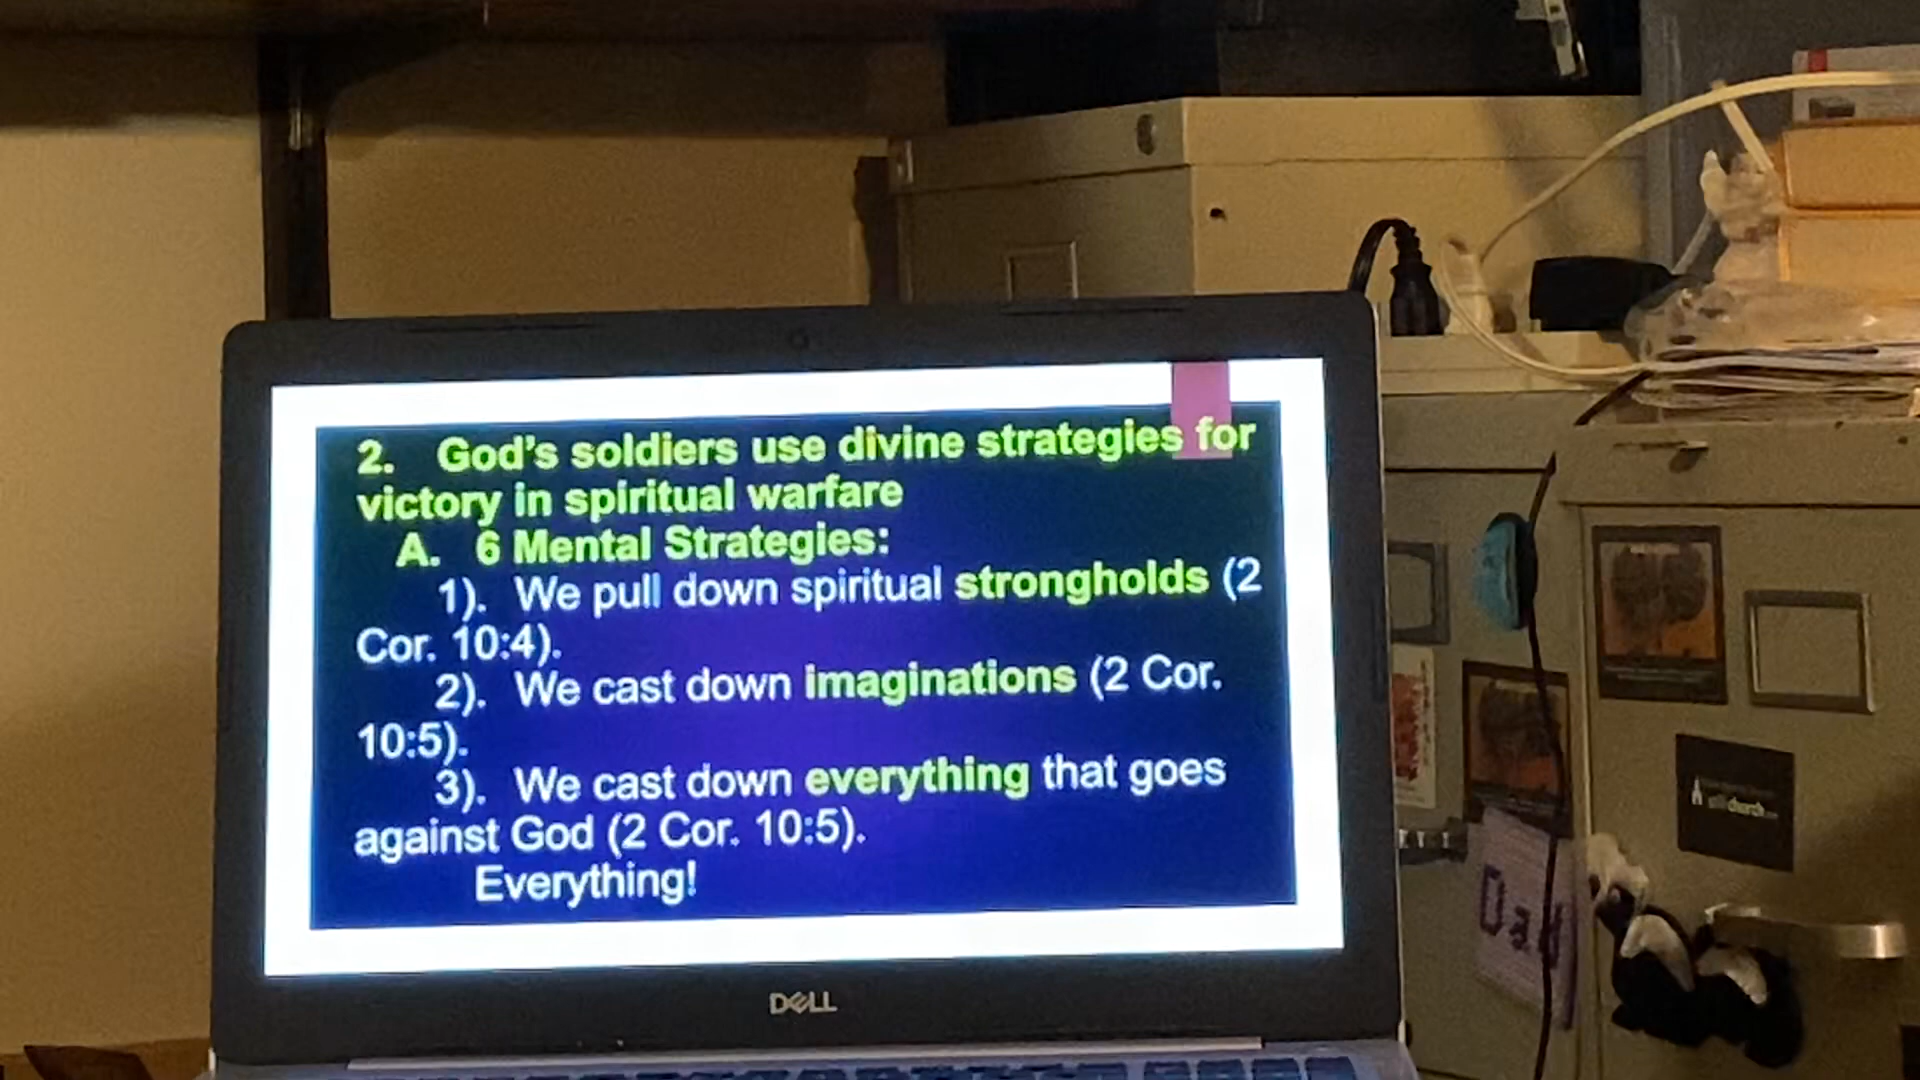 2. God's soldiers use divine strategies for
victory in spiritual warfare
A. 6 Mental Strategies:
1). We pull down spiritual strongholds (2
Cor. 10:4).
2). We cast down imaginations (2 Cor.
10:5).
3). We cast down everything that goes
against God (2 Cor. 10:5).
Everything!
DELL
Dad